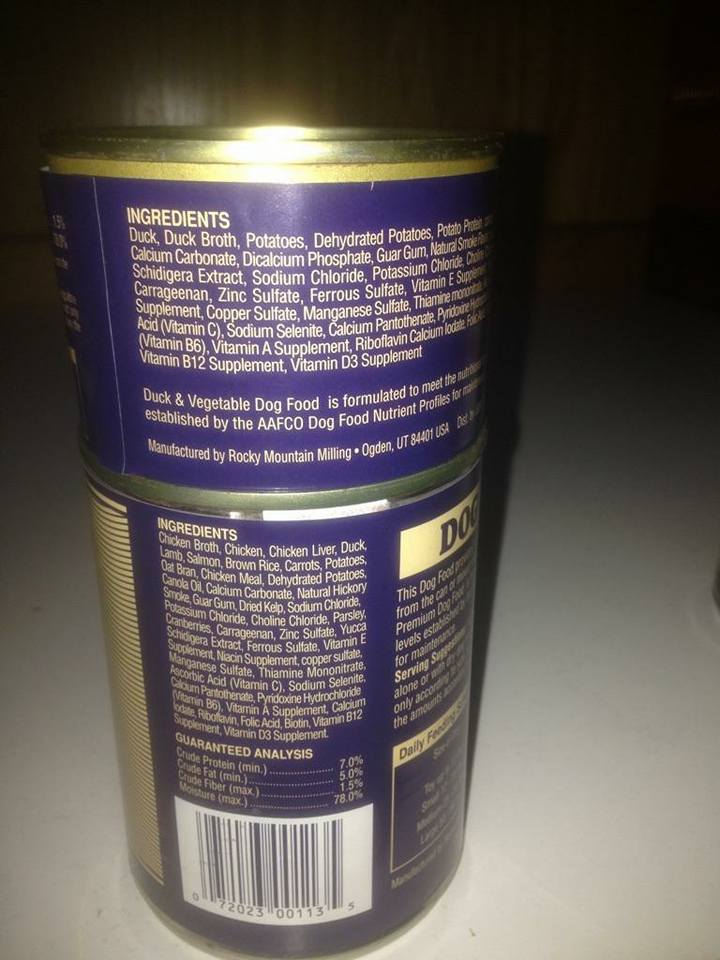 1.5%
INGREDIENTS
Duck, Duck Broth, Potatoes, Dehydrated Potatoes, Potato Protein,
Calcium Carbonate, Dicalcium Phosphate, Guar Gum, Natural Smoke
Schidigera Extract, Sodium Chloride, Potassium Chloride,
Carrageenan, Zinc Sulfate, Ferrous Sulfate, Vitamin E
Supplement, Copper Sulfate, Manganese Sulfate, Thiamine
Acid (Vitamin C), Sodium Selenite, Calcium Pantothenate, Pyridoxine
(Vitamin B6), Vitamin A Supplement, Riboflavin Calcium Iodate,
Vitamin B12 Supplement, Vitamin D3 Supplement
Duck & Vegetable Dog Food is formulated to meet the
established by the AAFCO Dog Food Nutrient Profiles for
Manufactured by Rocky Mountain Milling • Ogden, UT 84401 USA
INGREDIENTS
Chicken Broth, Chicken, Chicken Liver, Duck,
Lamb, Salmon, Brown Rice, Carrots, Potatoes,
Oat Bran, Chicken Meal, Dehydrated Potatoes,
Canola Oil, Calcium Carbonate, Natural Hickory
Smoke, Guar Gum, Dried Kelp, Sodium Chloride,
Potassium Chloride, Choline Chloride, Parsley,
Cranberries, Carrageenan, Zinc Sulfate, Yucca
Schidigera Extract, Ferrous Sulfate, Vitamin E
Supplement, Niacin Supplement, copper sulfate,
Manganese Sulfate, Thiamine Mononitrate,
Ascorbic Acid (Vitamin C), Sodium Selenite,
Calcium Pantothenate, Pyridoxine Hydrochloride
(Vitamin B6), Vitamin A Supplement, Calcium
Iodate, Riboflavin, Folic Acid, Biotin, Vitamin B12
Supplement, Vitamin D3 Supplement.
GUARANTEED ANALYSIS
Crude Protein (min.) 7.0%
Crude Fat (min.) 5.0%
Crude Fiber (max.) 1.5%
Moisture (max.) 78.0%
0 72023 00113 5
DOG
This Dog Food
from the can or
Premium Dog Food
levels established
for maintenance
Serving
alone or with
only according
the amounts
Daily Feeding